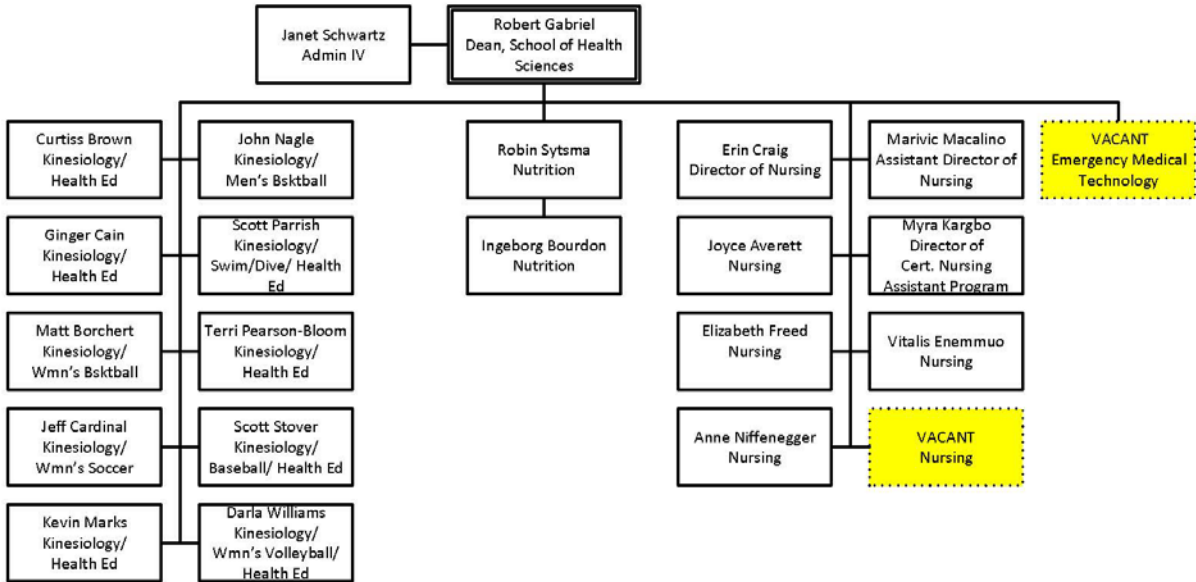 Janet Schwartz
Admin IV
Robert Gabriel
Dean, School of Health
Sciences
Curtiss Brown
Kinesiology/
Health Ed
John Nagle
Kinesiology/
Men's Bsktball
Robin Sytsma
Nutrition
Erin Craig
Director of Nursing
Marivic Macalino
Assistant Director of
Nursing
VACANT
Emergency Medical
Technology
Ginger Cain
Kinesiology/
Health Ed
Scott Parrish
Kinesiology/
Swim/Dive/ Health
Ed
Ingeborg Bourdon
Nutrition
Joyce Averett
Nursing
Myra Kargbo
Director of
Cert. Nursing
Assistant Program
Matt Borchert
Kinesiology/
Wmn's Bsktball
Terri Pearson-Bloom
Kinesiology/
Health Ed
Elizabeth Freed
Nursing
Vitalis Enemmuo
Nursing
Jeff Cardinal
Kinesiology/
Wmn's Soccer
Scott Stover
Kinesiology/
Baseball/ Health Ed
Anne Niffenegger
Nursing
VACANT
Nursing
Kevin Marks
Kinesiology/
Health Ed
Darla Williams
Kinesiology/
Wmn's Volleyball/
Health Ed